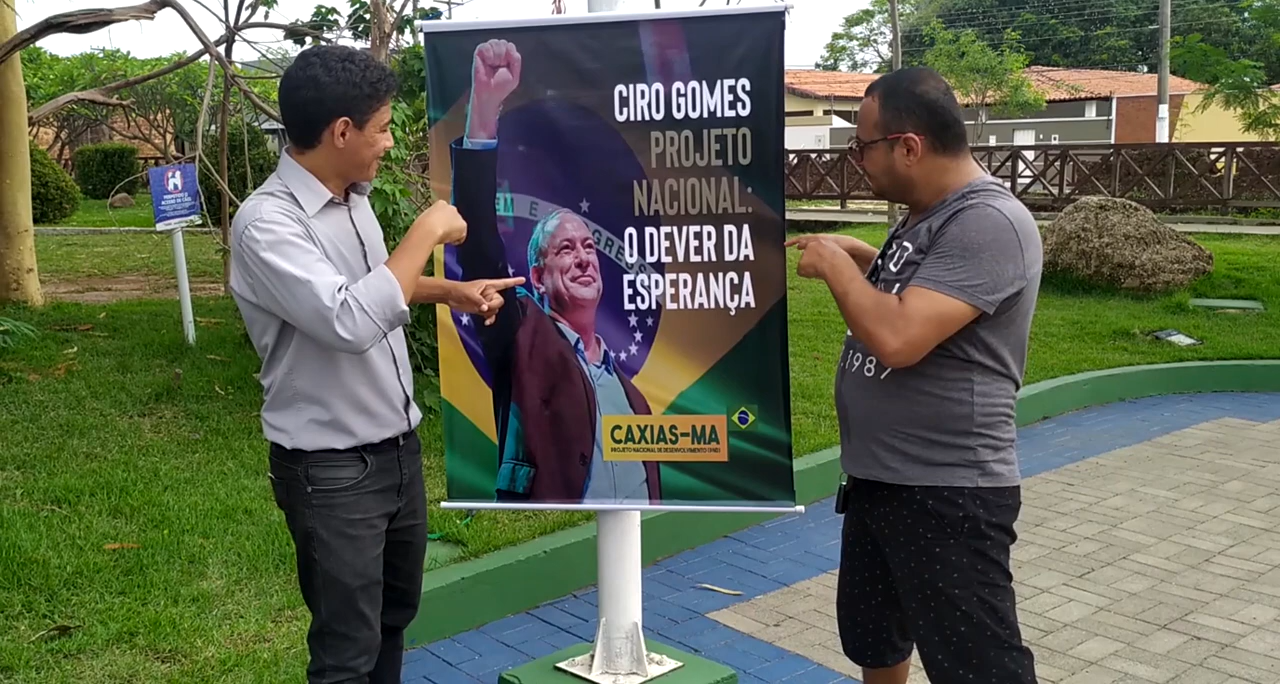 CIRO GOMES
PROJETO
NACIONAL:
O DEVER DA
ESPERANÇA
CAXIAS-MA
PROJETO NACIONAL DE DESENVOLVIMENTO (PND)
1987